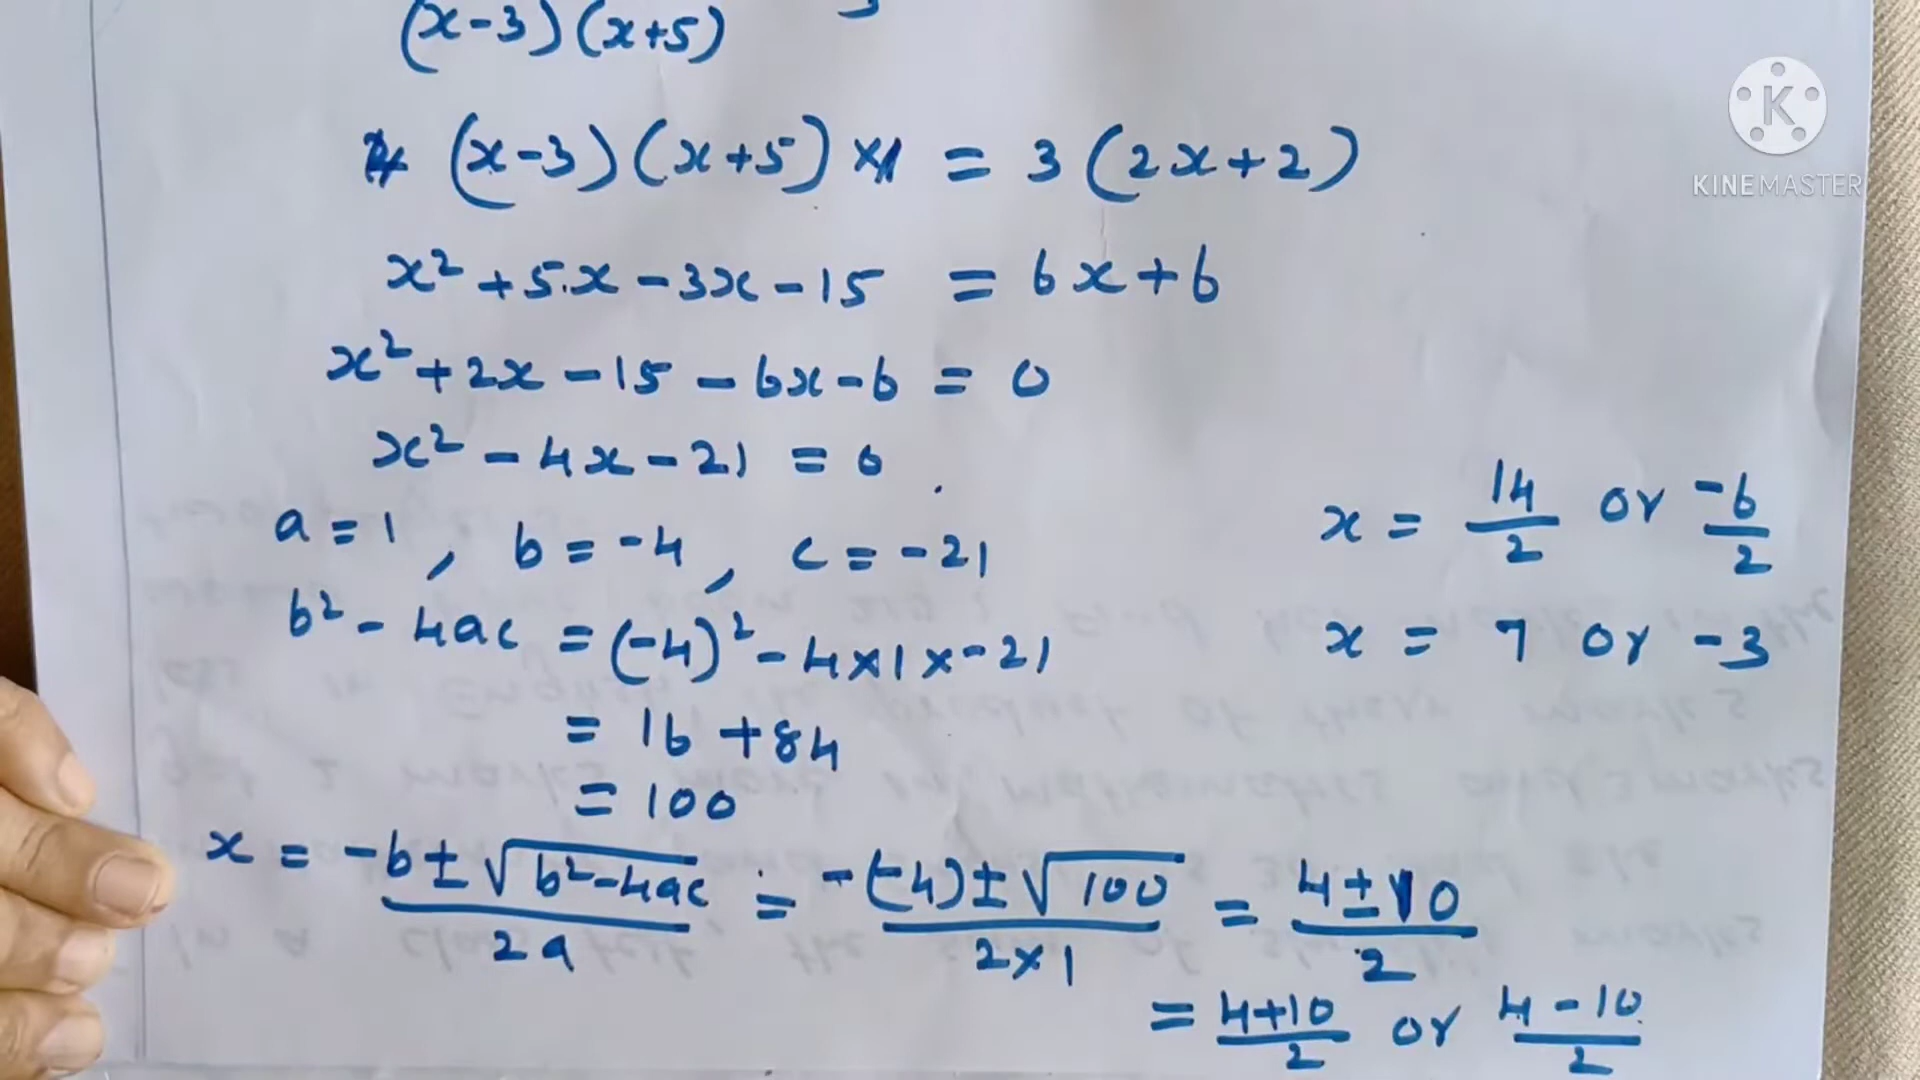 (x-3)(x+5)
(x-3)(x+5)×1 = 3(2x+2)
x² +5x -3x -15 = 6x+6
x² +2x -15 -6x -6 = 0
x² -4x -21 = 0
a=1, b=-4, c=-21
b² -4ac = (-4)² -4×1×-21
= 16 +84
= 100
x = -b±√b²-4ac / 2a = -(-4)±√100 / 2×1 = 4±10 / 2
= 4+10 / 2 or 4-10 / 2
x = 14 / 2 or -6 / 2
x = 7 or -3
KINEMASTER